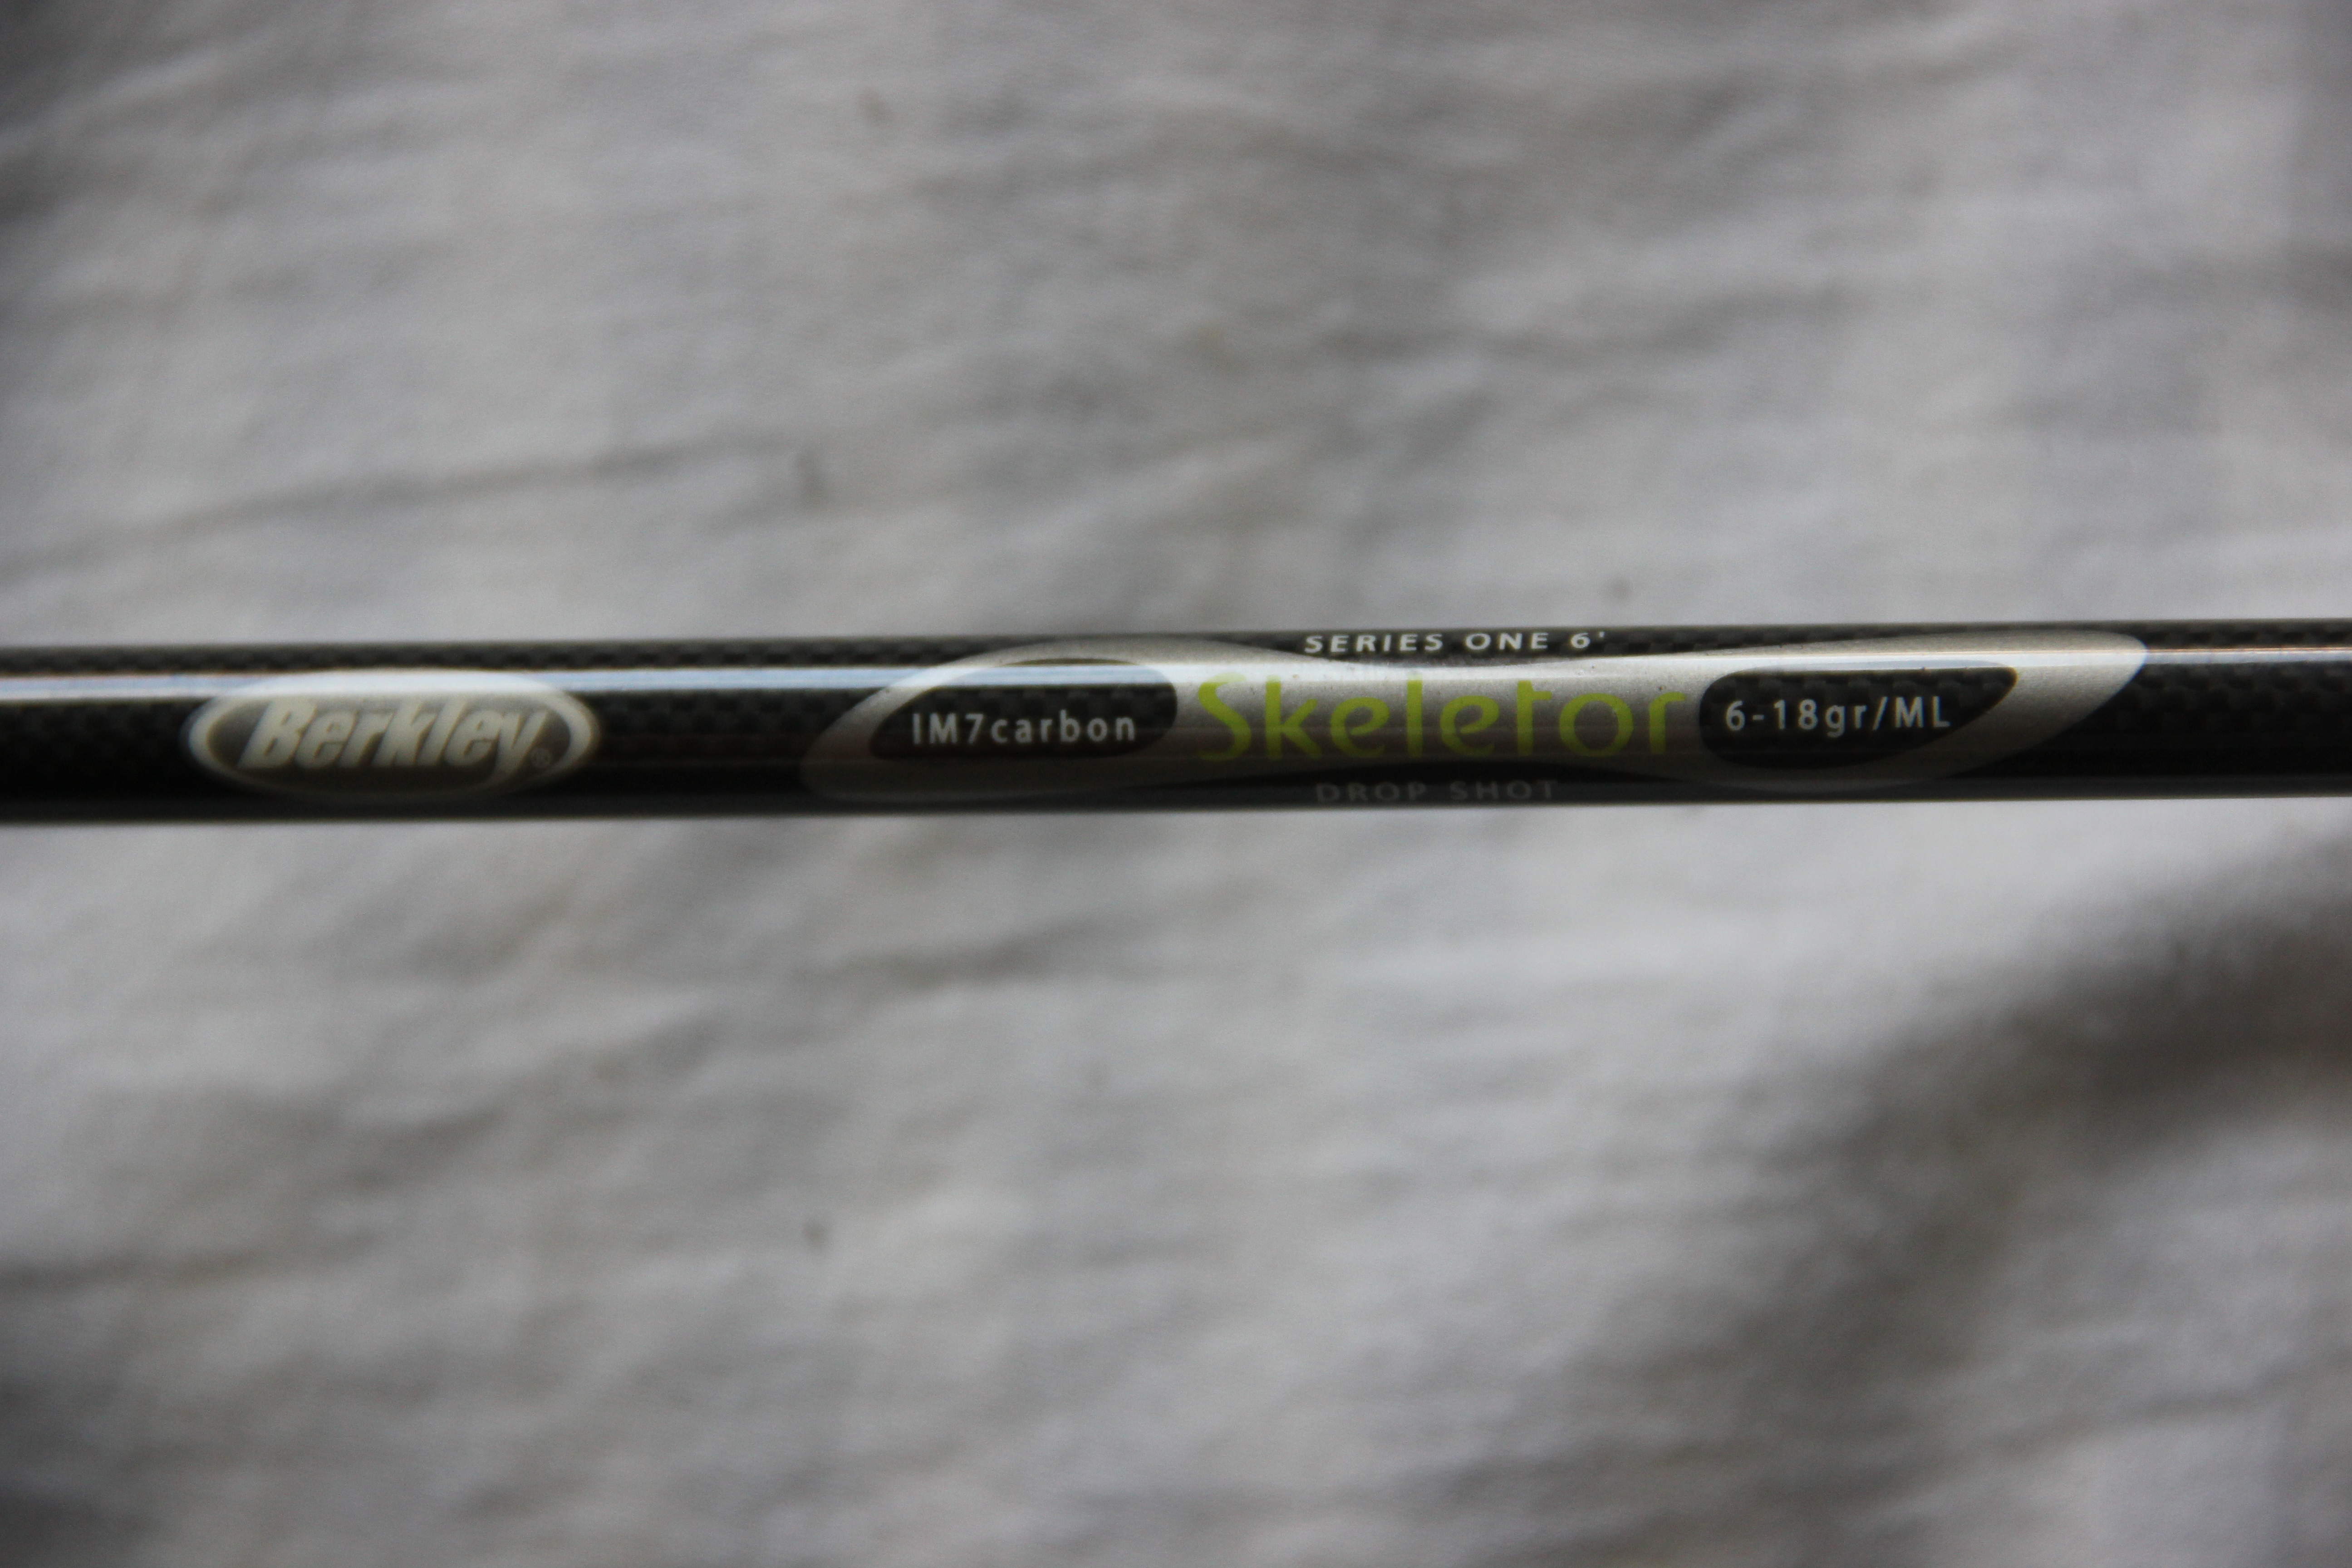 Berkley®
SERIES ONE 6'
IM7carbon Skeletor 6-18gr/ML
DROP SHOT